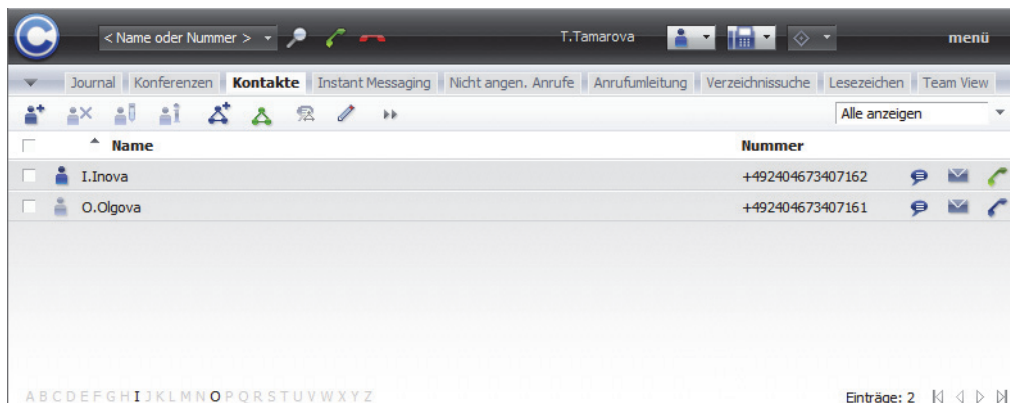 C < Name oder Nummer > T.Tamarova menü
Journal Konferenzen Kontakte Instant Messaging Nicht angen. Anrufe Anrufumleitung Verzeichnissuche Lesezeichen Team View
Alle anzeigen
Name Nummer
I.Inova +492404673407162
O.Olgova +492404673407161
A B C D E F G H I J K L M N O P Q R S T U V W X Y Z Einträge: 2